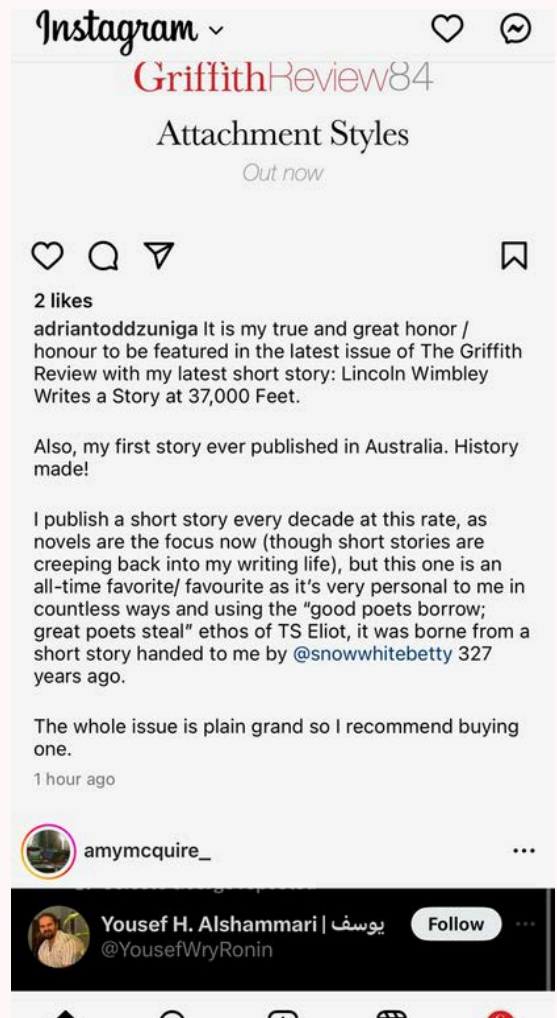 Instagram
GriffithReview84
Attachment Styles
Out now
2 likes
adriantoddzuniga It is my true and great honor /
honour to be featured in the latest issue of The Griffith
Review with my latest short story: Lincoln Wimbley
Writes a Story at 37,000 Feet.
Also, my first story ever published in Australia. History
made!
I publish a short story every decade at this rate, as
novels are the focus now (though short stories are
creeping back into my writing life), but this one is an
all-time favorite/ favourite as it’s very personal to me in
countless ways and using the “good poets borrow;
great poets steal” ethos of TS Eliot, it was borne from a
short story handed to me by @snowwhitebetty 327
years ago.
The whole issue is plain grand so I recommend buying
one.
1 hour ago
amymcquire_
Yousef H. Alshammari | يوسف
Follow
@YousefWryRonin